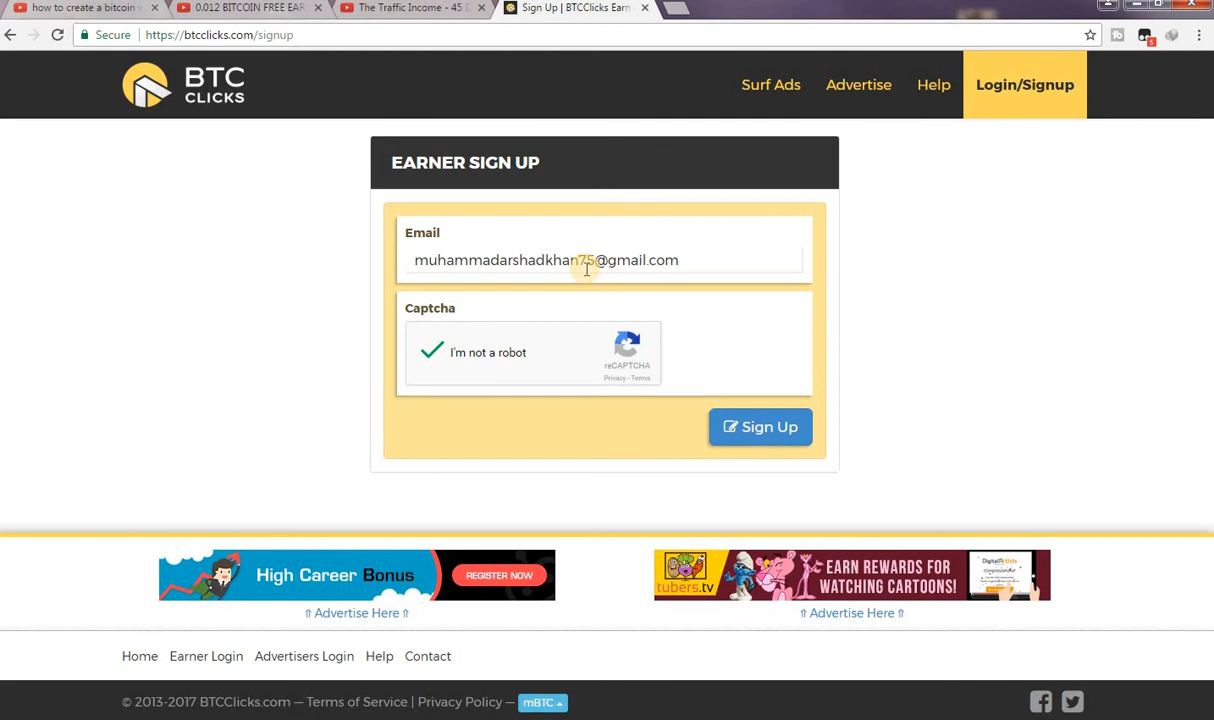 how to create a bitcoin w
0.012 BITCOIN FREE EAR
The Traffic Income - 45 D
Sign Up | BTCClicks Earn
Secure
https://btcclicks.com/signup
5
BTC
CLICKS
Surf Ads
Advertise
Help
Login/Signup
EARNER SIGN UP
Email
muhammadarshadkhan75@gmail.com
Captcha
I'm not a robot
reCAPTCHA
Privacy - Terms
Sign Up
High Career Bonus
REGISTER NOW
tubers.tv
EARN REWARDS FOR
WATCHING CARTOONS!
⇑ Advertise Here ⇑
⇑ Advertise Here ⇑
Home
Earner Login
Advertisers Login
Help
Contact
© 2013-2017 BTCClicks.com — Terms of Service | Privacy Policy — mBTC